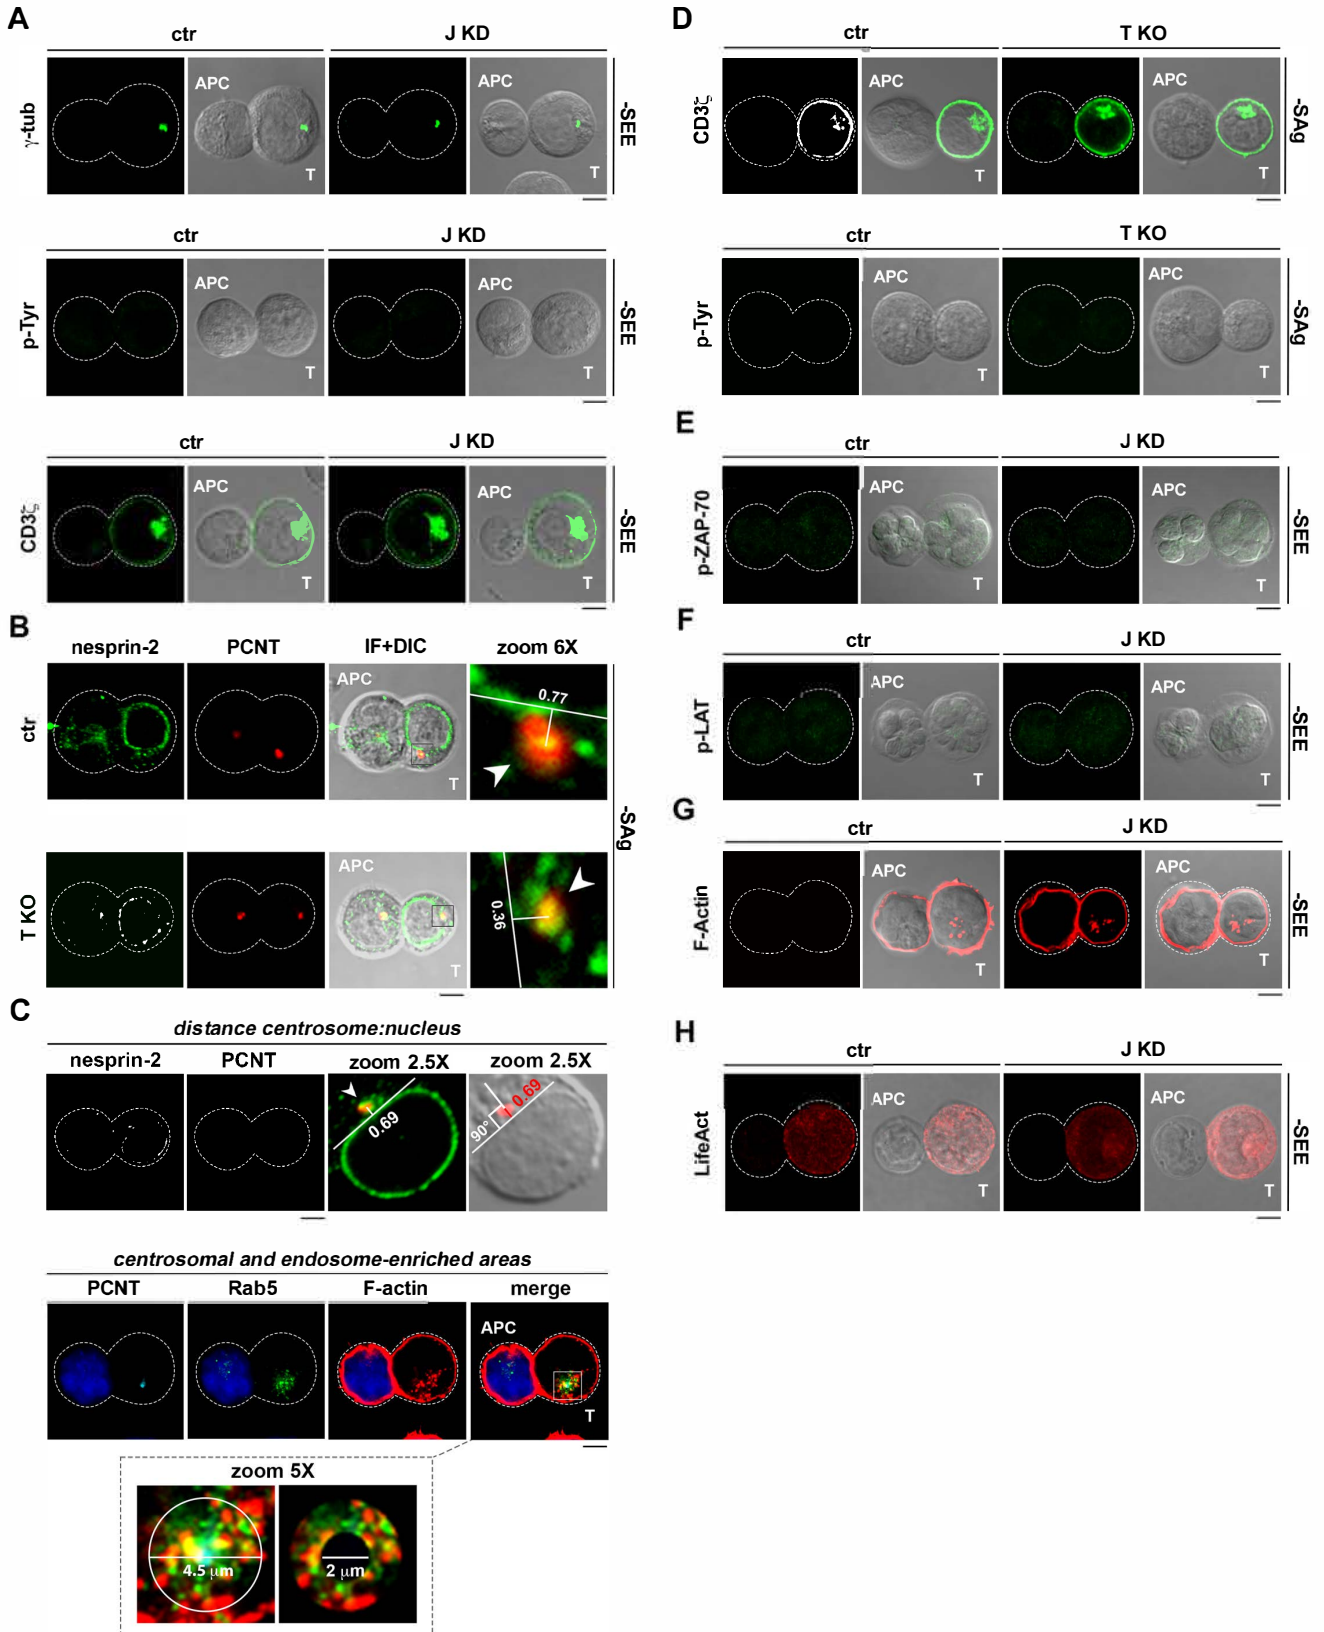 A
ctr
J KD
γ-tub
APC
T
APC
T
-SEE
ctr
J KD
p-Tyr
APC
T
APC
T
-SEE
ctr
J KD
CD3ζ
APC
T
APC
T
-SEE
B
nesprin-2
PCNT
IF+DIC
zoom 6X
ctr
APC
T
0.77
T KO
APC
T
0.36
-SAg
C
distance centrosome:nucleus
nesprin-2
PCNT
zoom 2.5X
zoom 2.5X
0.69
90°
0.69
centrosomal and endosome-enriched areas
PCNT
Rab5
F-actin
merge
APC
T
zoom 5X
4.5 μm
2 μm
D
ctr
T KO
CD3ζ
APC
T
APC
T
-SAg
ctr
T KO
p-Tyr
APC
T
APC
T
-SAg
E
ctr
J KD
p-ZAP-70
APC
T
APC
T
-SEE
F
ctr
J KD
p-LAT
APC
T
APC
T
-SEE
G
ctr
J KD
F-Actin
APC
T
APC
T
-SEE
H
ctr
J KD
LifeAct
APC
T
APC
T
-SEE